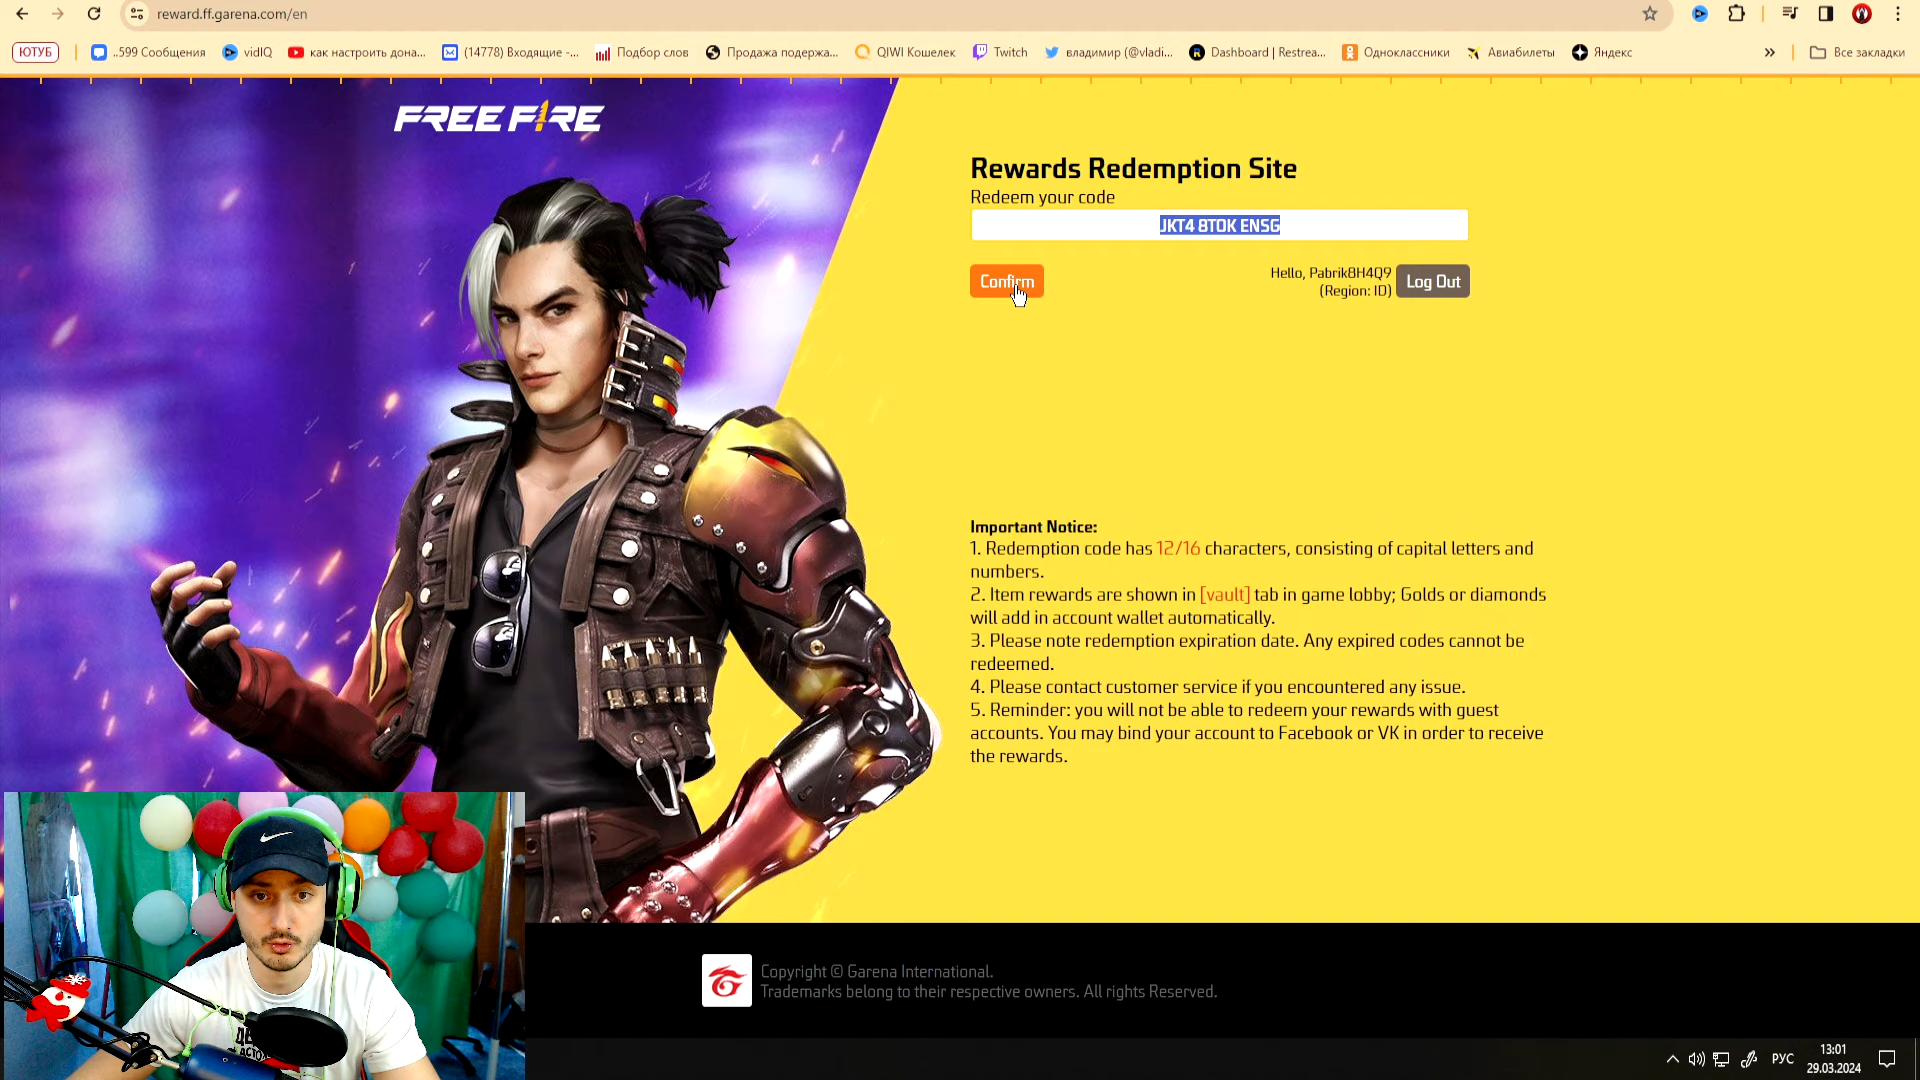 reward.ff.garena.com/en
ЮТУБ
..599 Сообщения
vidIQ
как настроить дона...
(14778) Входящие -...
Подбор слов
Продажа подержа...
QIWI Кошелек
Twitch
владимир (@vladi...
Dashboard | Restrea...
Одноклассники
Авиабилеты
Яндекс
Все закладки
FREE FIRE
Rewards Redemption Site
Redeem your code
JKT4 8TOK ENSG
Confirm
Hello, Pabrik8H4Q9
(Region: ID)
Log Out
Important Notice:
1. Redemption code has 12/16 characters, consisting of capital letters and
numbers.
2. Item rewards are shown in [vault] tab in game lobby; Golds or diamonds
will add in account wallet automatically.
3. Please note redemption expiration date. Any expired codes cannot be
redeemed.
4. Please contact customer service if you encountered any issue.
5. Reminder: you will not be able to redeem your rewards with guest
accounts. You may bind your account to Facebook or VK in order to receive
the rewards.
Copyright © Garena International.
Trademarks belong to their respective owners. All rights Reserved.
РУС
13:01
29.03.2024